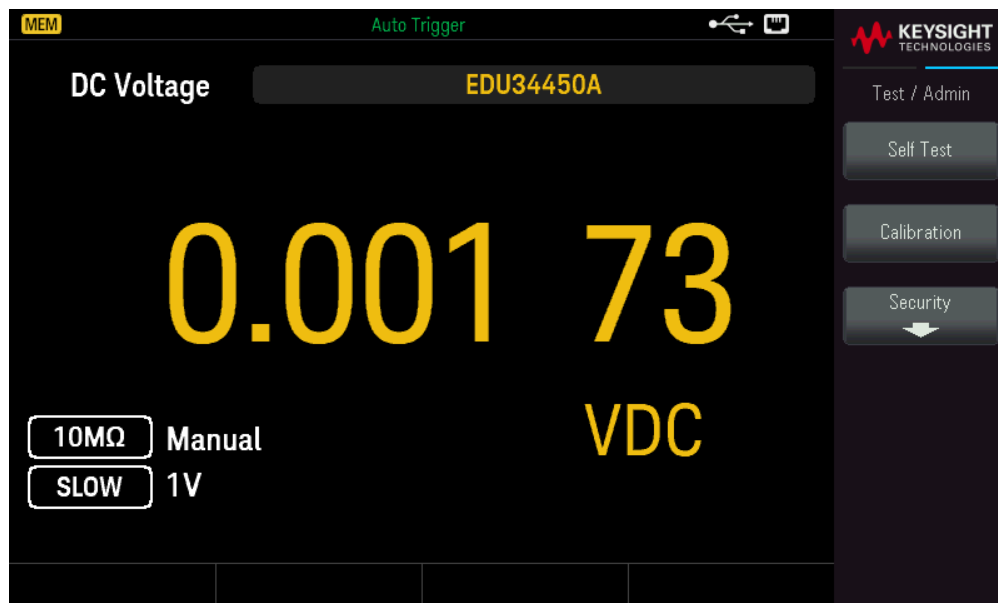 MEM
Auto Trigger
KEYSIGHT
TECHNOLOGIES
DC Voltage
EDU34450A
Test / Admin
Self Test
Calibration
Security
0.001 73
VDC
10MΩ Manual
SLOW 1V